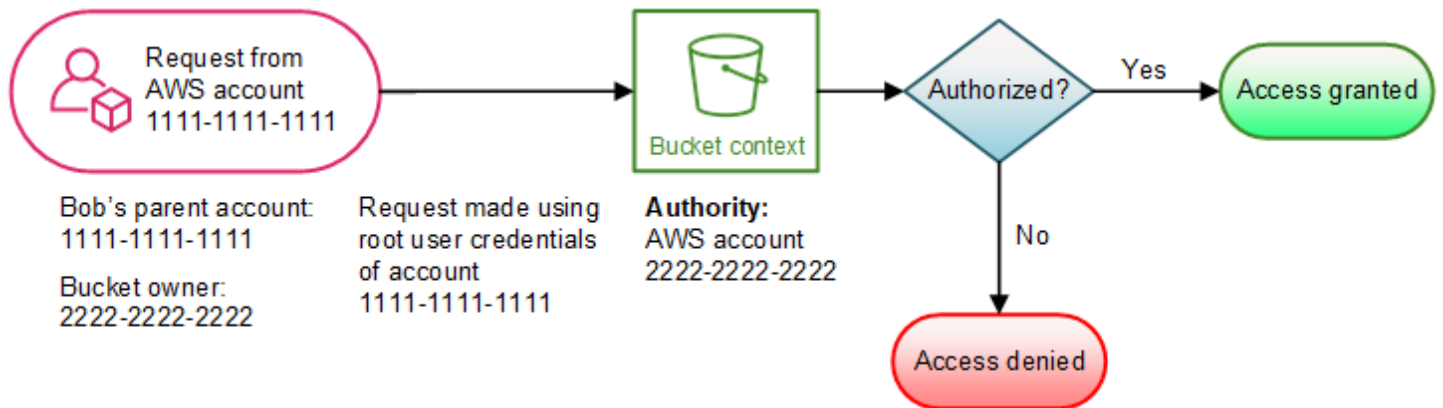 Request from
AWS account
1111-1111-1111
Bucket context
Authorized?
Yes
Access granted
No
Access denied
Bob's parent account:
1111-1111-1111
Bucket owner:
2222-2222-2222
Request made using
root user credentials
of account
1111-1111-1111
Authority:
AWS account
2222-2222-2222